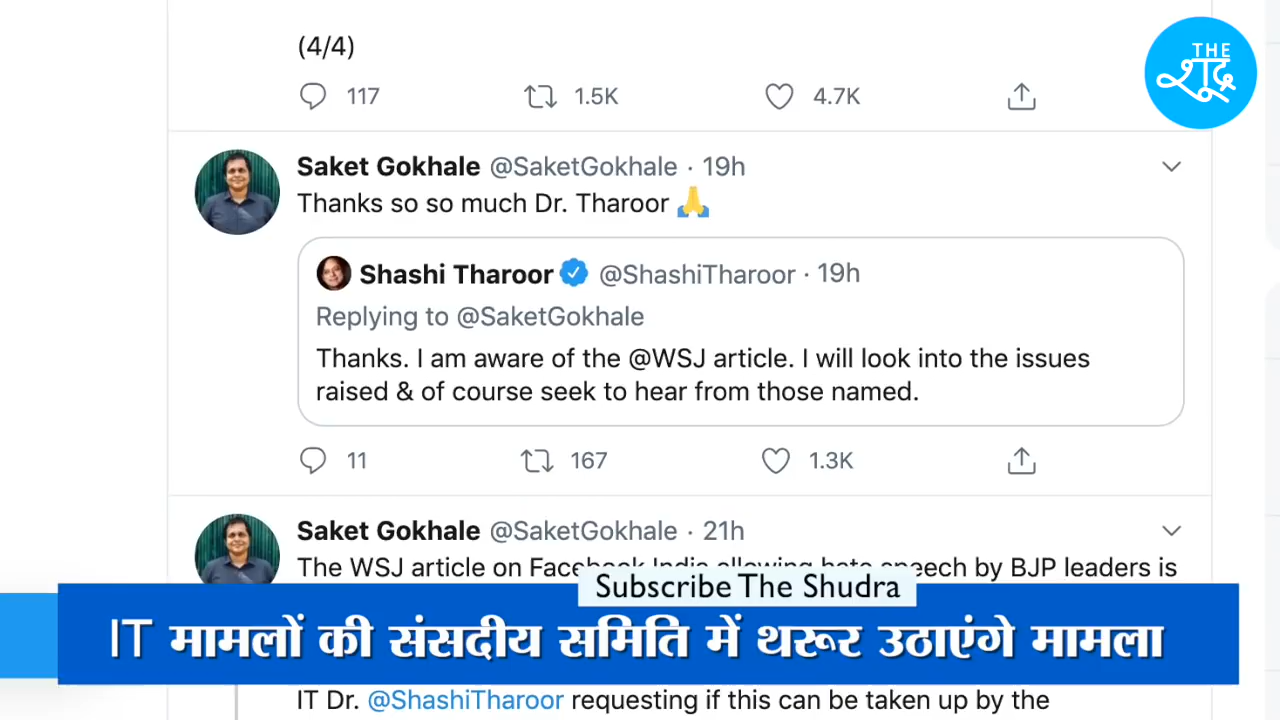 (4/4)
117 1.5K 4.7K
THE
शूद्र
Saket Gokhale @SaketGokhale · 19h
Thanks so so much Dr. Tharoor 🙏
Shashi Tharoor @ShashiTharoor · 19h
Replying to @SaketGokhale
Thanks. I am aware of the @WSJ article. I will look into the issues
raised & of course seek to hear from those named.
11 167 1.3K
Saket Gokhale @SaketGokhale · 21h
The WSJ article on Facebook India allowing hate speech by BJP leaders is
Subscribe The Shudra
IT मामलों की संसदीय समिति में थरूर उठाएंगे मामला
IT Dr. @ShashiTharoor requesting if this can be taken up by the